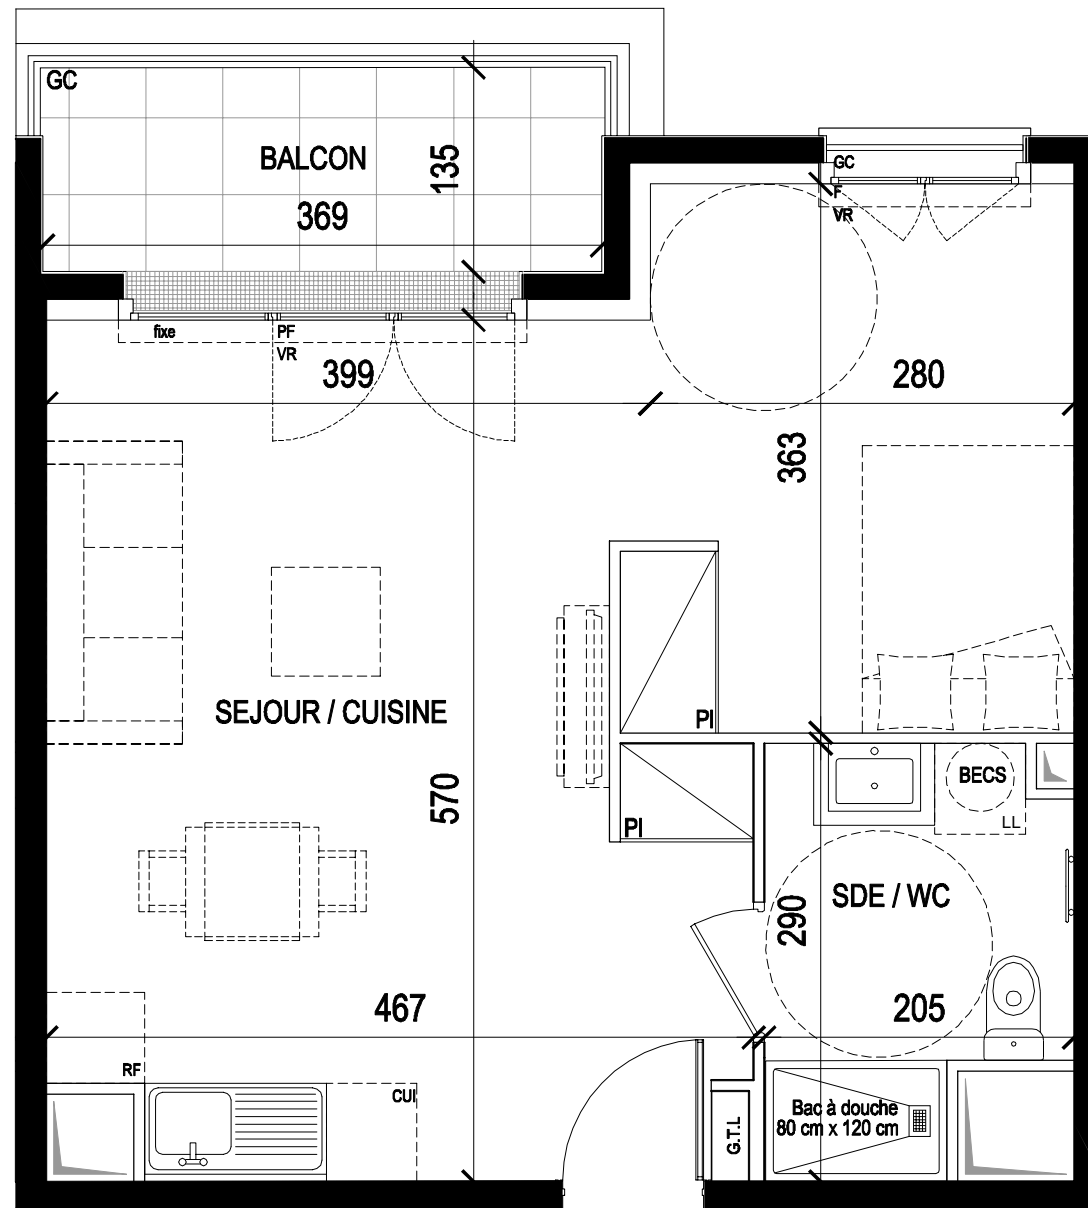 GC
BALCON
135
369
GC
F
VR
fixe
PF
VR
399
280
363
PI
SEJOUR / CUISINE
570
PI
BECS
LL
SDE / WC
290
467
205
RF
CUI
G.T.L
Bac à douche
80 cm x 120 cm